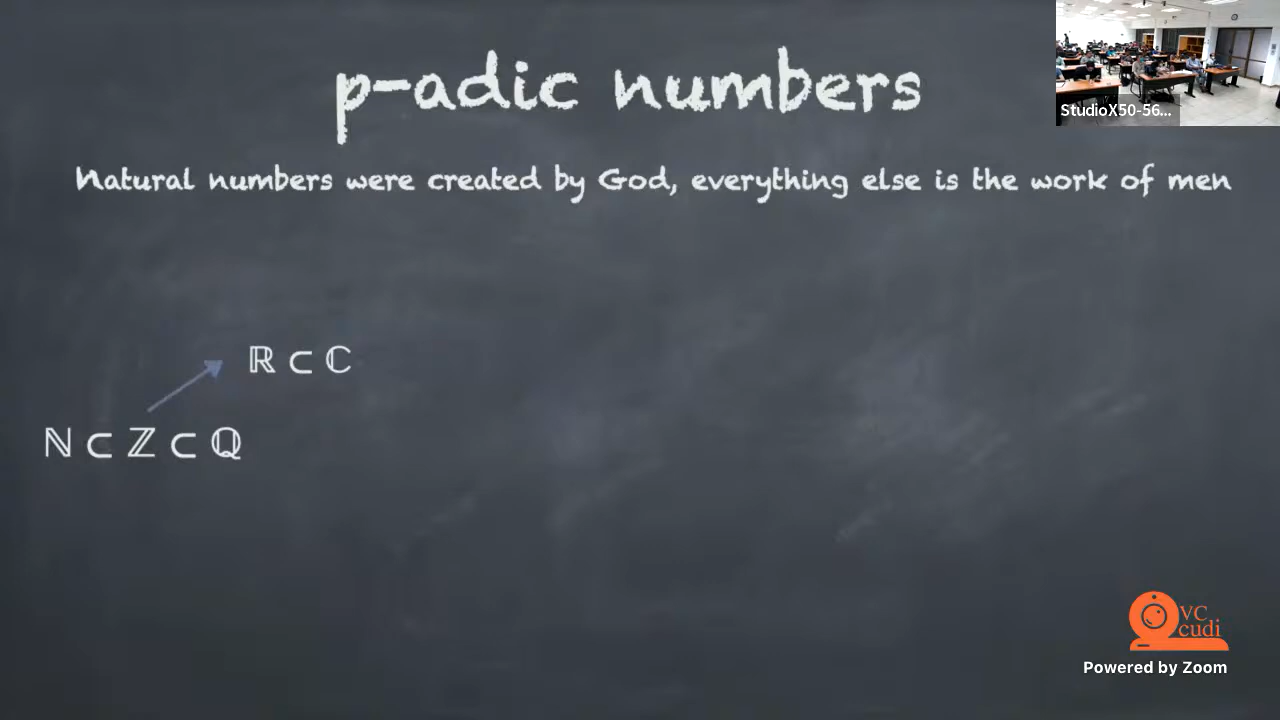 p-adic numbers
StudioX50-56...
Natural numbers were created by God, everything else is the work of men
ℝ ⊂ ℂ
ℕ ⊂ ℤ ⊂ ℚ
VC
cudi
Powered by Zoom